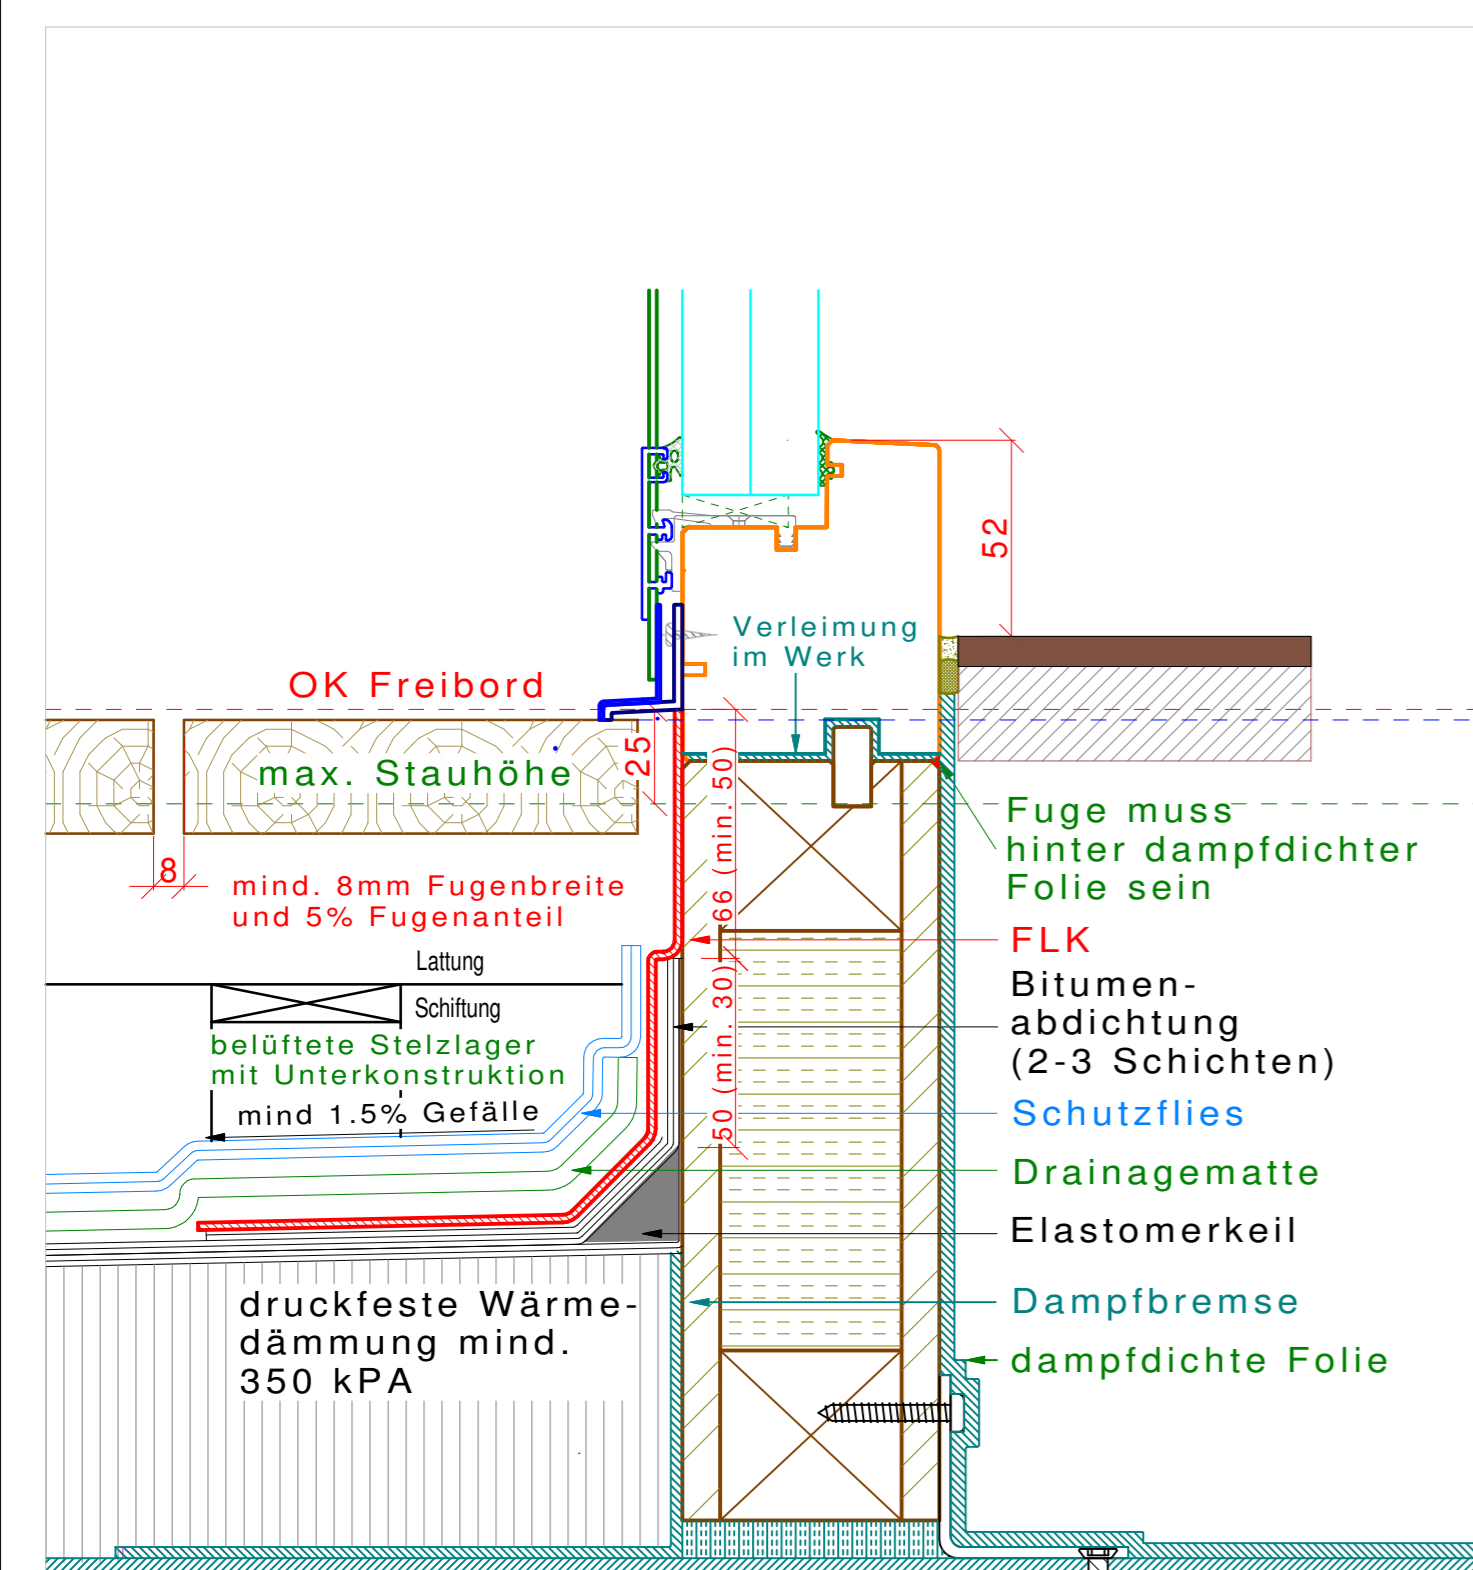 52
Verleimung
im Werk
OK Freibord
max. Stauhöhe
25
8
mind. 8mm Fugenbreite
und 5% Fugenanteil
66 (min. 50)
50 (min. 30)
Lattung
Schiftung
belüftete Stelzlager
mit Unterkonstruktion
mind 1.5% Gefälle
druckfeste Wärme-
dämmung mind.
350 kPA
Fuge muss
hinter dampfdichter
Folie sein
FLK
Bitumen-
abdichtung
(2-3 Schichten)
Schutzflies
Drainagematte
Elastomerkeil
Dampfbremse
dampfdichte Folie